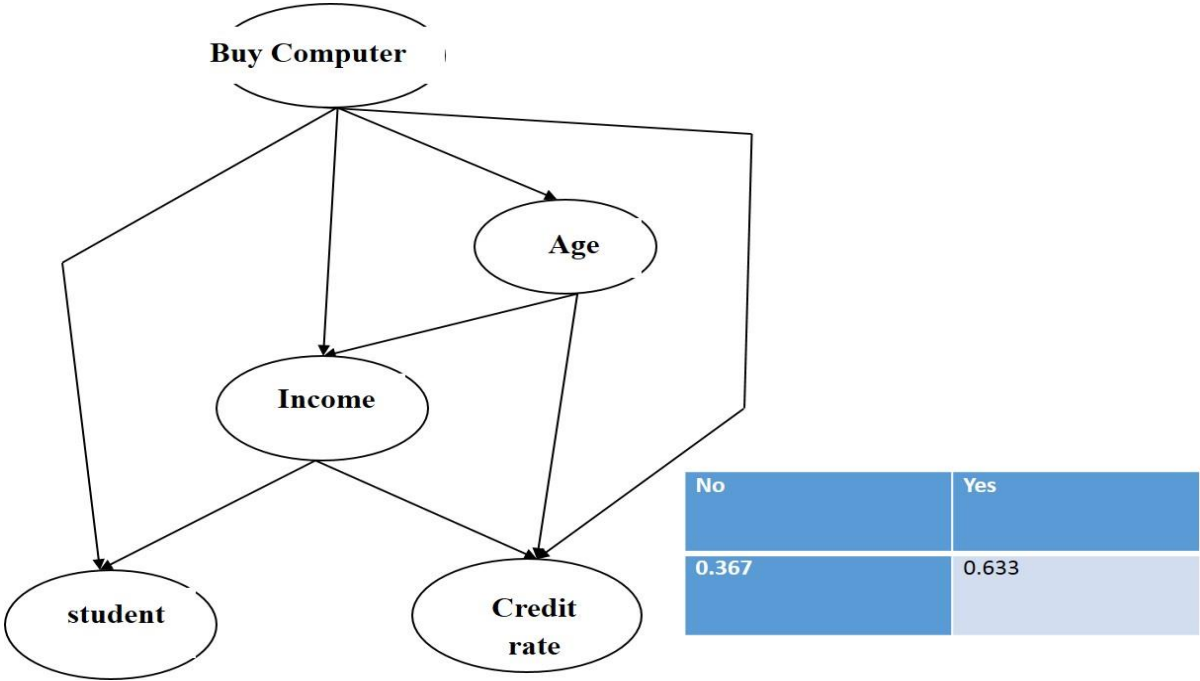 Buy Computer
Age
Income
No Yes
0.367 0.633
student
Credit
rate